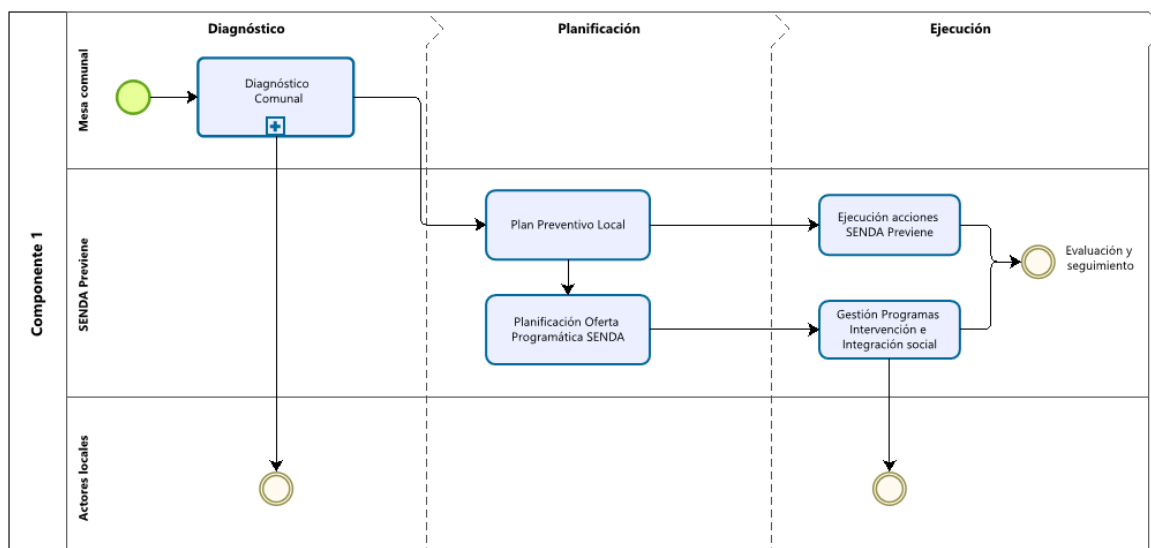 Diagnóstico
Planificación
Ejecución
Componente 1
Mesa comunal
Diagnóstico
Comunal
SENDA Previene
Plan Preventivo Local
Ejecución acciones
SENDA Previene
Evaluación y
seguimiento
Planificación Oferta
Programática SENDA
Gestión Programas
Intervención e
Integración social
Actores locales